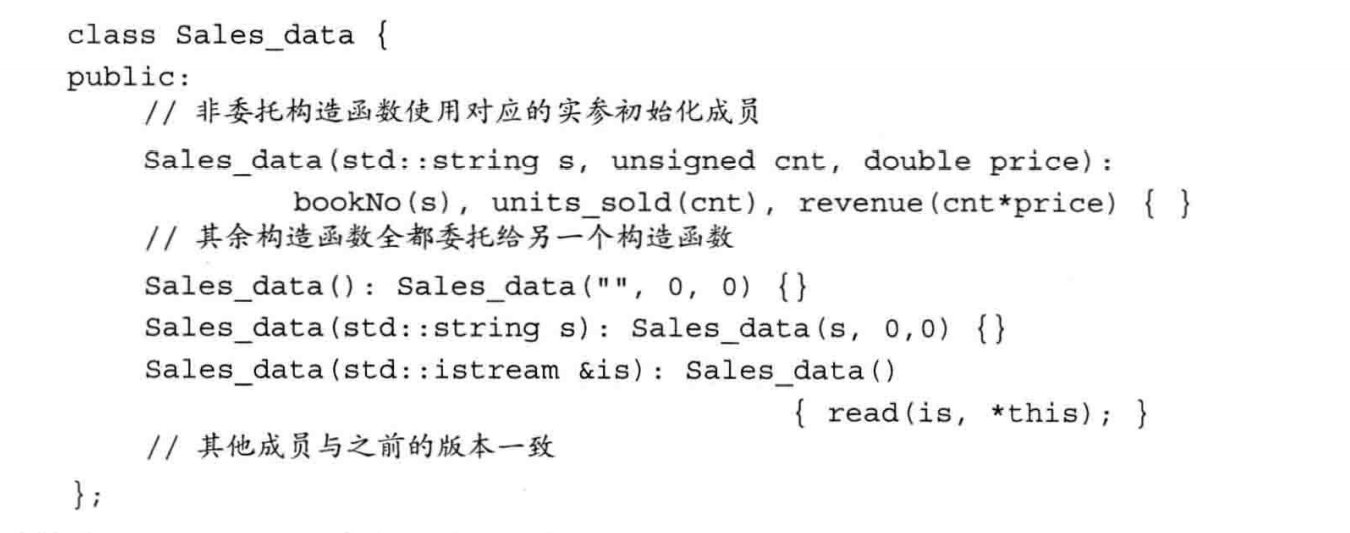 class Sales_data {
public:
// 非委托构造函数使用对应的实参初始化成员
Sales_data(std::string s, unsigned cnt, double price):
bookNo(s), units_sold(cnt), revenue(cnt*price) { }
// 其余构造函数全都委托给另一个构造函数
Sales_data(): Sales_data("", 0, 0) {}
Sales_data(std::string s): Sales_data(s, 0,0) {}
Sales_data(std::istream &is): Sales_data()
{ read(is, *this); }
// 其他成员与之前的版本一致
};